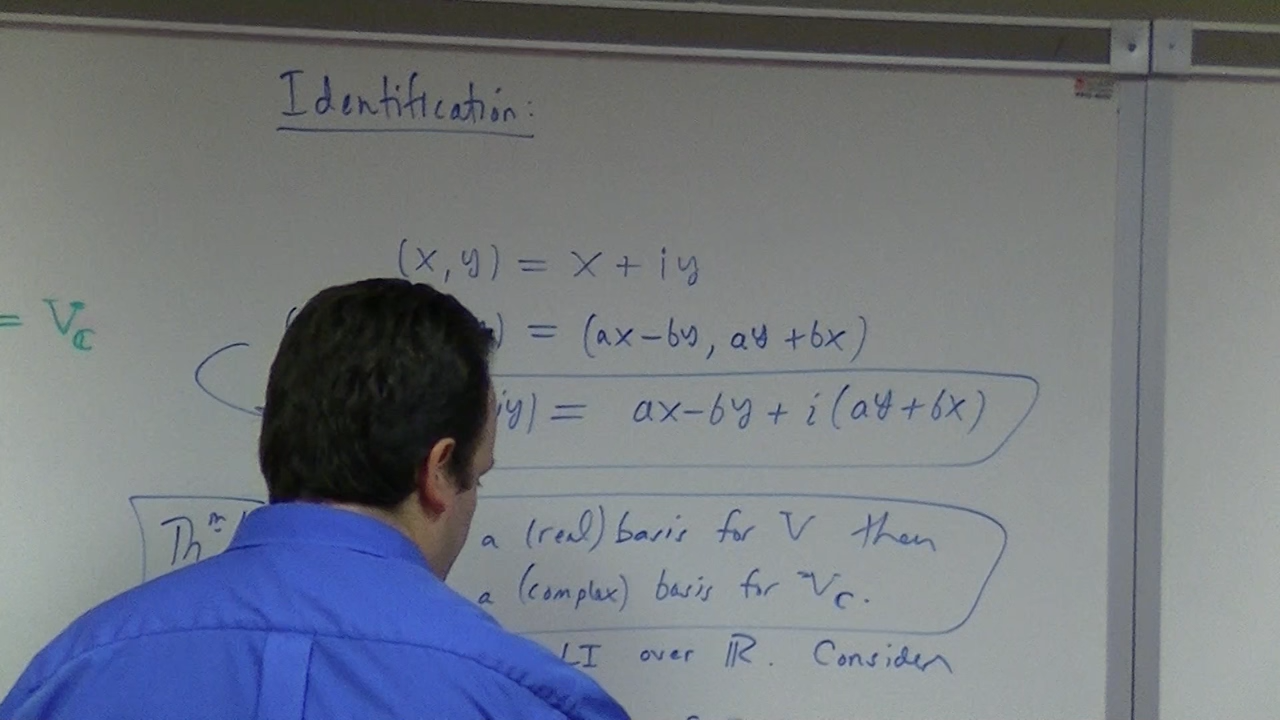 Identification:
(x, y) = x + iy
= V_C
) = (ax-by, ay+bx)
iy) = ax-by + i(ay+bx)
Th^m a (real) basis for V then
a (complex) basis for V_C.
LI over ℝ. Consider